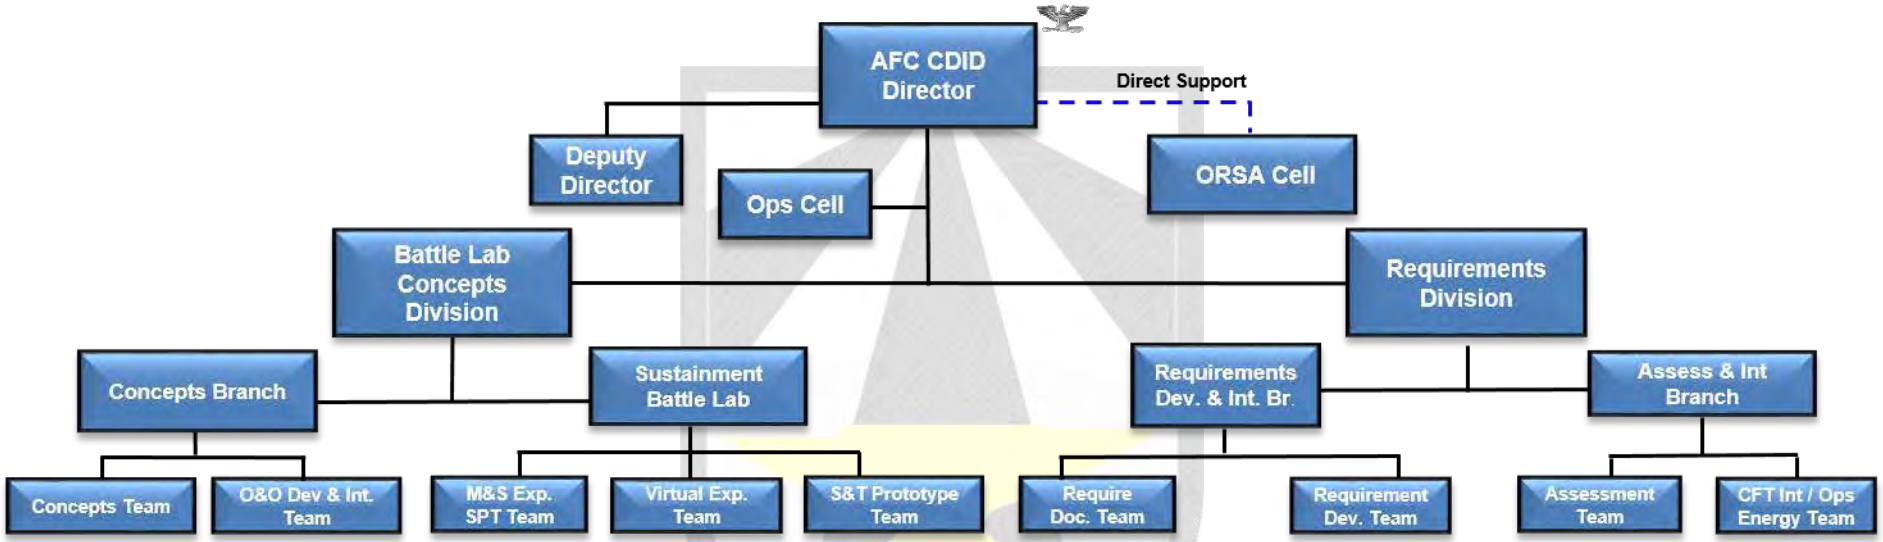 AFC CDID
Director
Direct Support
Deputy
Director
Ops Cell
ORSA Cell
Battle Lab
Concepts
Division
Requirements
Division
Concepts Branch
Sustainment
Battle Lab
Requirements
Dev. & Int. Br.
Assess & Int
Branch
Concepts Team
O&O Dev & Int.
Team
M&S Exp.
SPT Team
Virtual Exp.
Team
S&T Prototype
Team
Require
Doc. Team
Requirement
Dev. Team
Assessment
Team
CFT Int / Ops
Energy Team